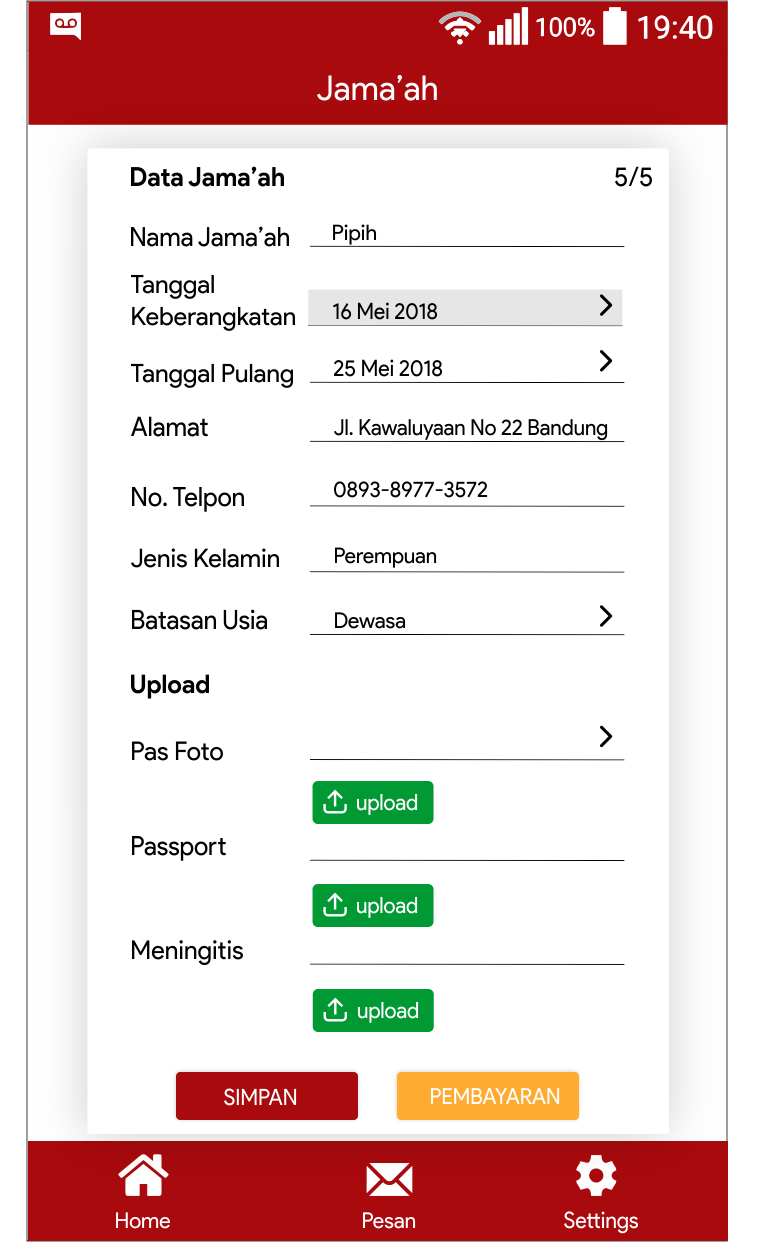 100% 19:40
Jama’ah
Data Jama’ah 5/5
Nama Jama’ah Pipih
Tanggal
Keberangkatan 16 Mei 2018
Tanggal Pulang 25 Mei 2018
Alamat Jl. Kawaluyaan No 22 Bandung
No. Telpon 0893-8977-3572
Jenis Kelamin Perempuan
Batasan Usia Dewasa
Upload
Pas Foto
upload
Passport
upload
Meningitis
upload
SIMPAN PEMBAYARAN
Home Pesan Settings